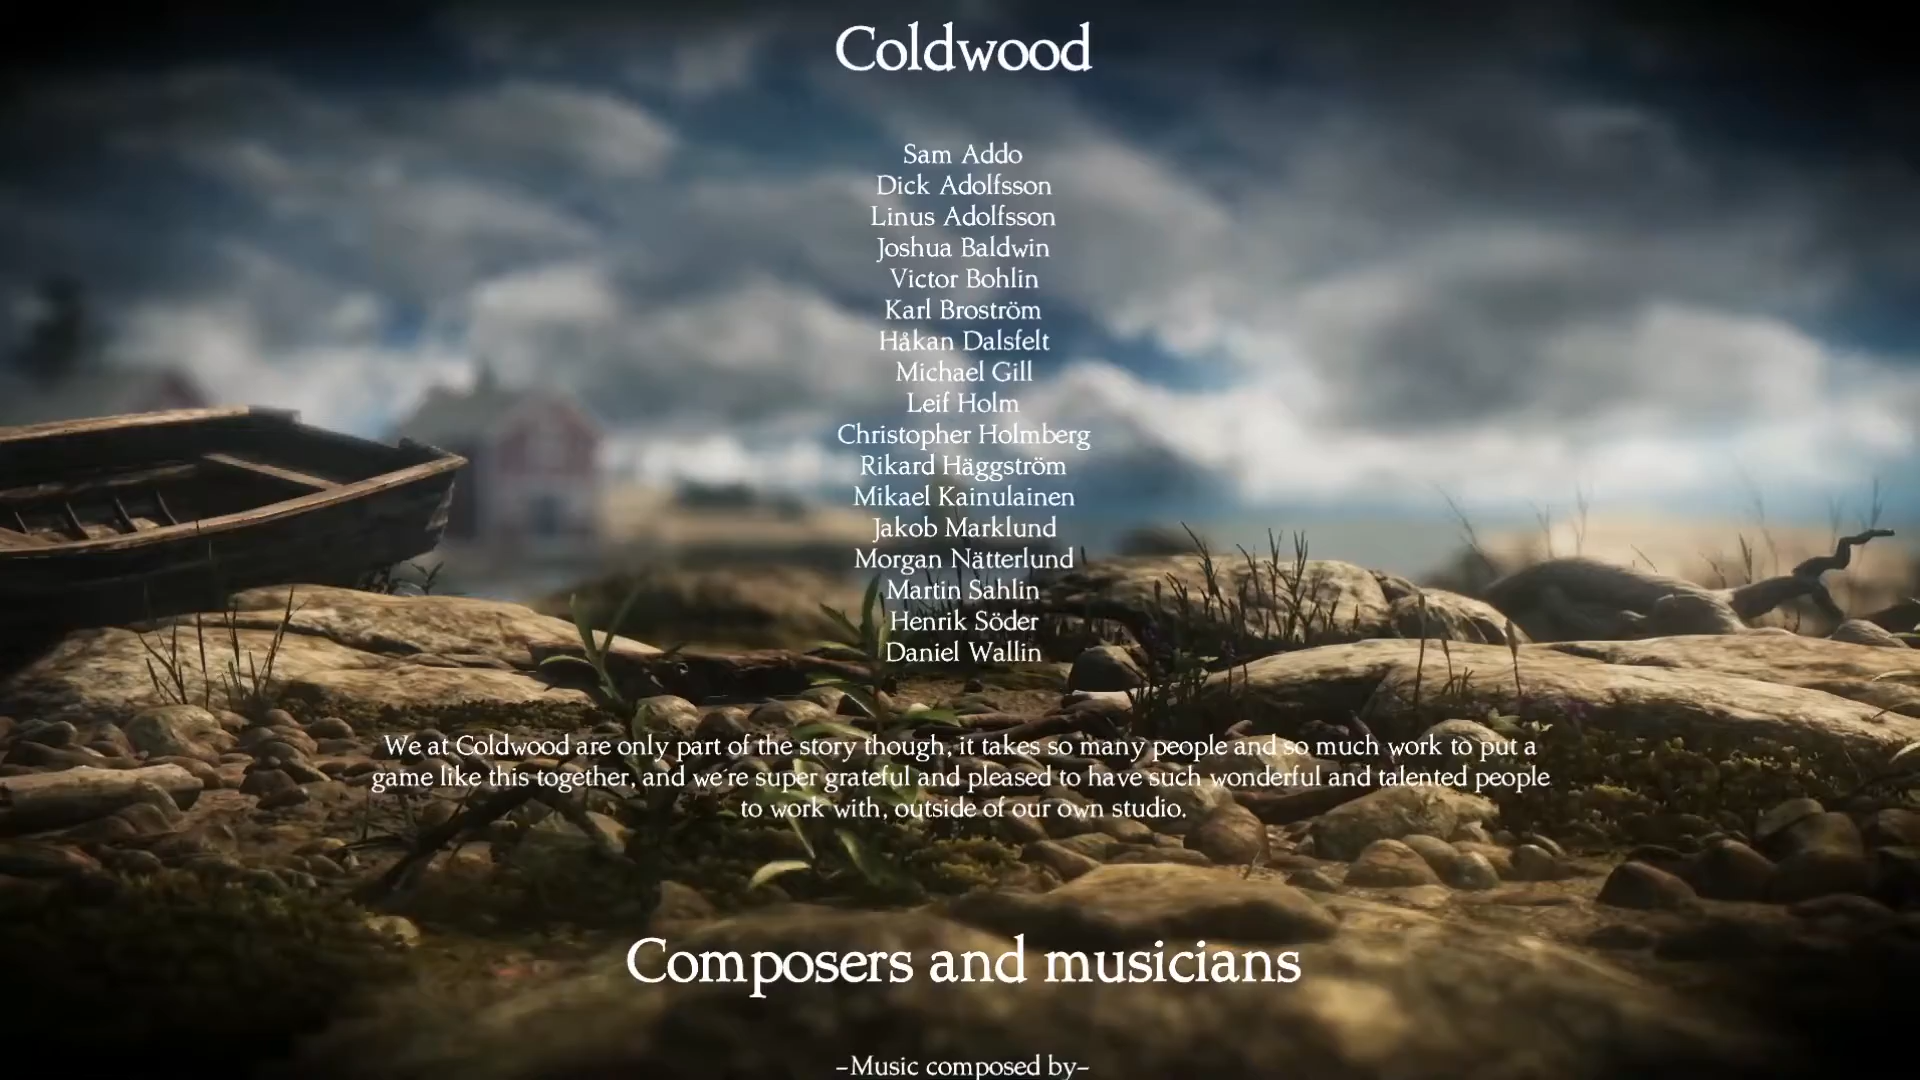 Coldwood
Sam Addo
Dick Adolfsson
Linus Adolfsson
Joshua Baldwin
Victor Bohlin
Karl Broström
Håkan Dalsfelt
Michael Gill
Leif Holm
Christopher Holmberg
Rikard Häggström
Mikael Kainulainen
Jakob Marklund
Morgan Nätterlund
Martin Sahlin
Henrik Söder
Daniel Wallin
We at Coldwood are only part of the story though, it takes so many people and so much work to put a
game like this together, and we're super grateful and pleased to have such wonderful and talented people
to work with, outside of our own studio.
Composers and musicians
-Music composed by-